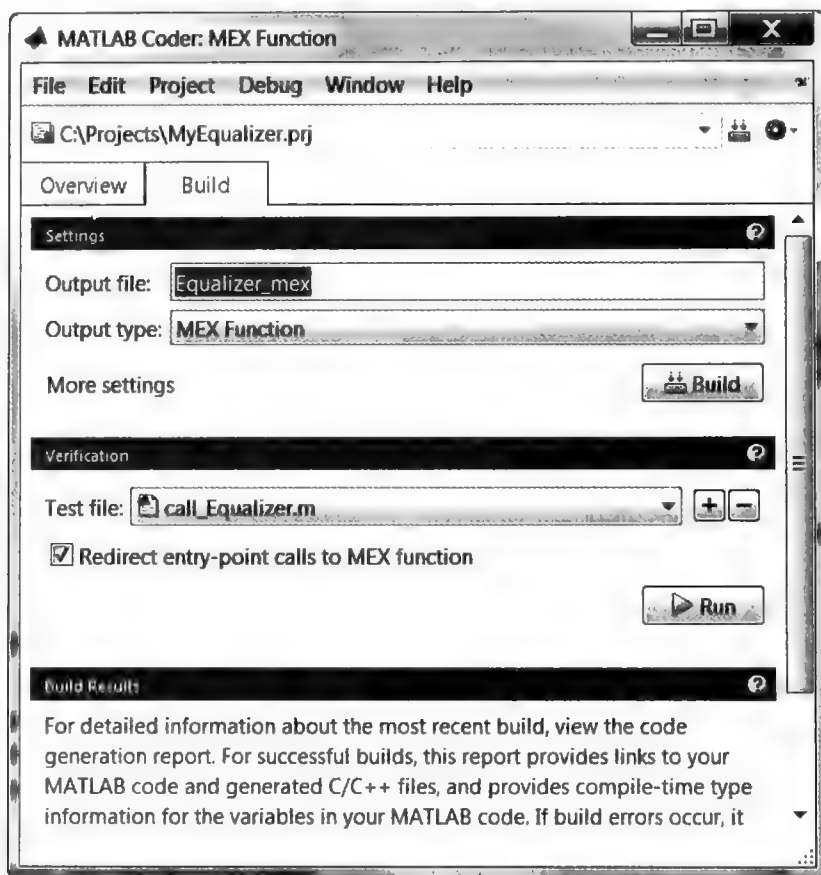 MATLAB Coder: MEX Function
File Edit Project Debug Window Help
C:\Projects\MyEqualizer.prj
Overview Build
Settings
Output file: Equalizer_mex
Output type: MEX Function
More settings Build
Verification
Test file: call_Equalizer.m
Redirect entry-point calls to MEX function
Run
Build Results
For detailed information about the most recent build, view the code
generation report. For successful builds, this report provides links to your
MATLAB code and generated C/C++ files, and provides compile-time type
information for the variables in your MATLAB code. If build errors occur, it